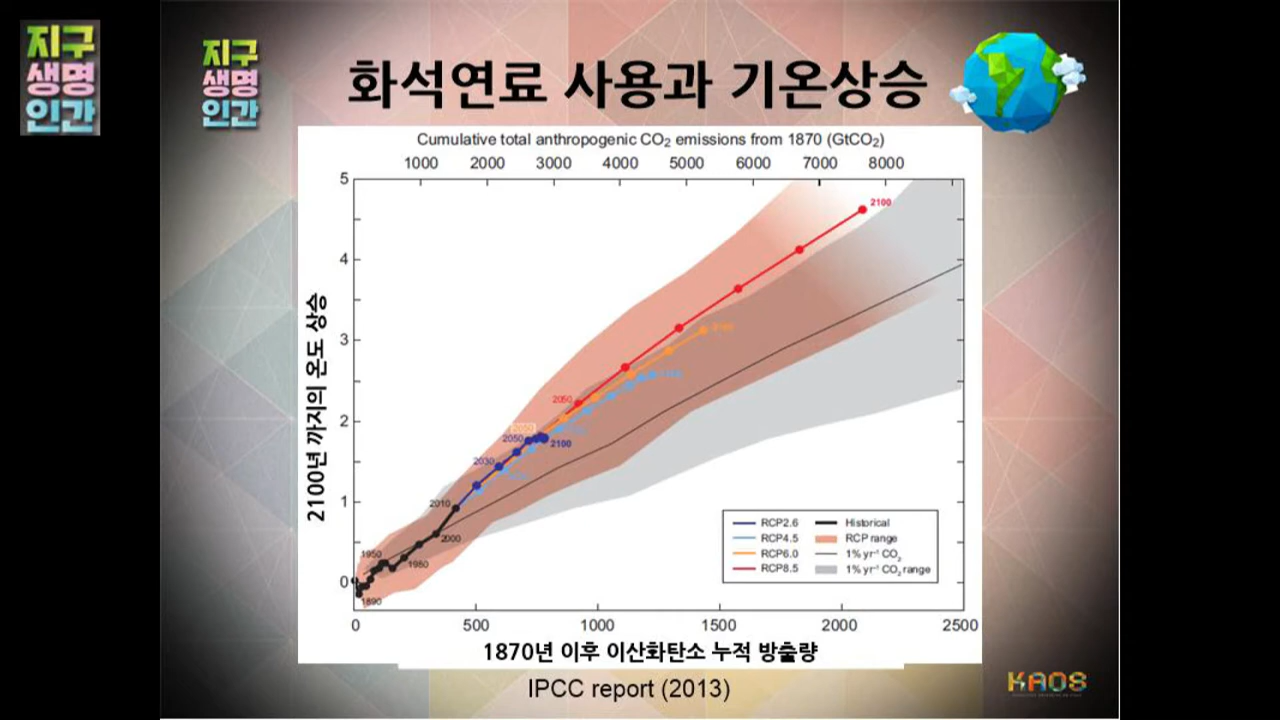 지구
생명
인간
지구
생명
인간
화석연료 사용과 기온상승
Cumulative total anthropogenic CO2 emissions from 1870 (GtCO2)
1000 2000 3000 4000 5000 6000 7000 8000
5
4
3
2
1
0
2100년 까지의 온도 상승
2100
2050
2050
2100
2030
2010
2000
1950
1980
1890
RCP2.6
RCP4.5
RCP6.0
RCP8.5
Historical
RCP range
1% yr⁻¹ CO2
1% yr⁻¹ CO2 range
0 500 1000 1500 2000 2500
1870년 이후 이산화탄소 누적 방출량
IPCC report (2013)
KAOS